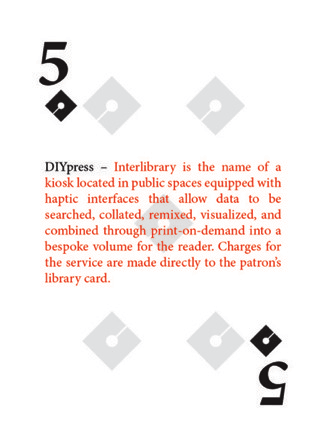 5
DIYpress – Interlibrary is the name of a
kiosk located in public spaces equipped with
haptic interfaces that allow data to be
searched, collated, remixed, visualized, and
combined through print-on-demand into a
bespoke volume for the reader. Charges for
the service are made directly to the patron's
library card.
5